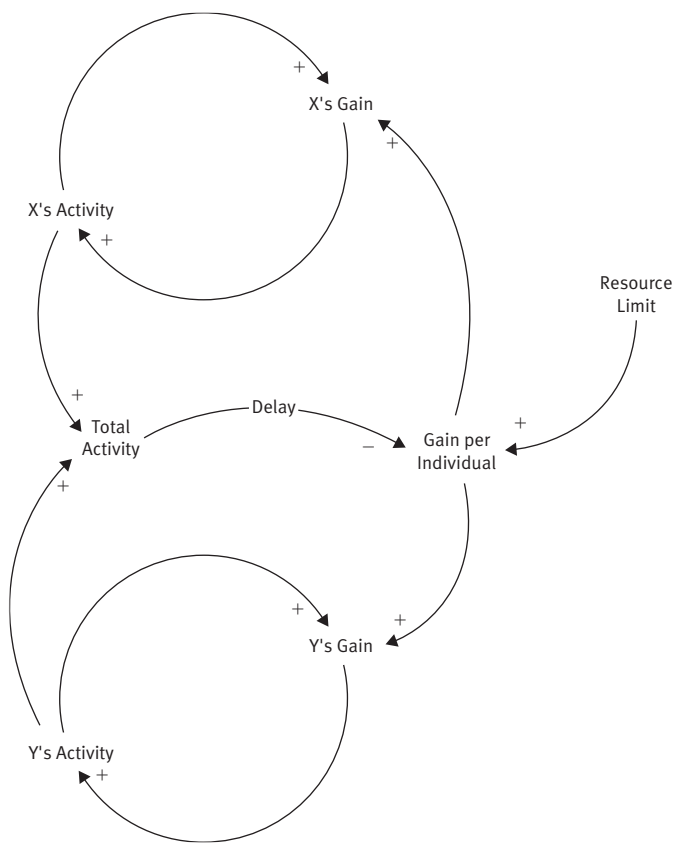 +
X's Gain
+
X's Activity
+
Resource
Limit
+
Delay
+
Total
Activity
−
Gain per
Individual
+
+
+
+
Y's Gain
Y's Activity
+